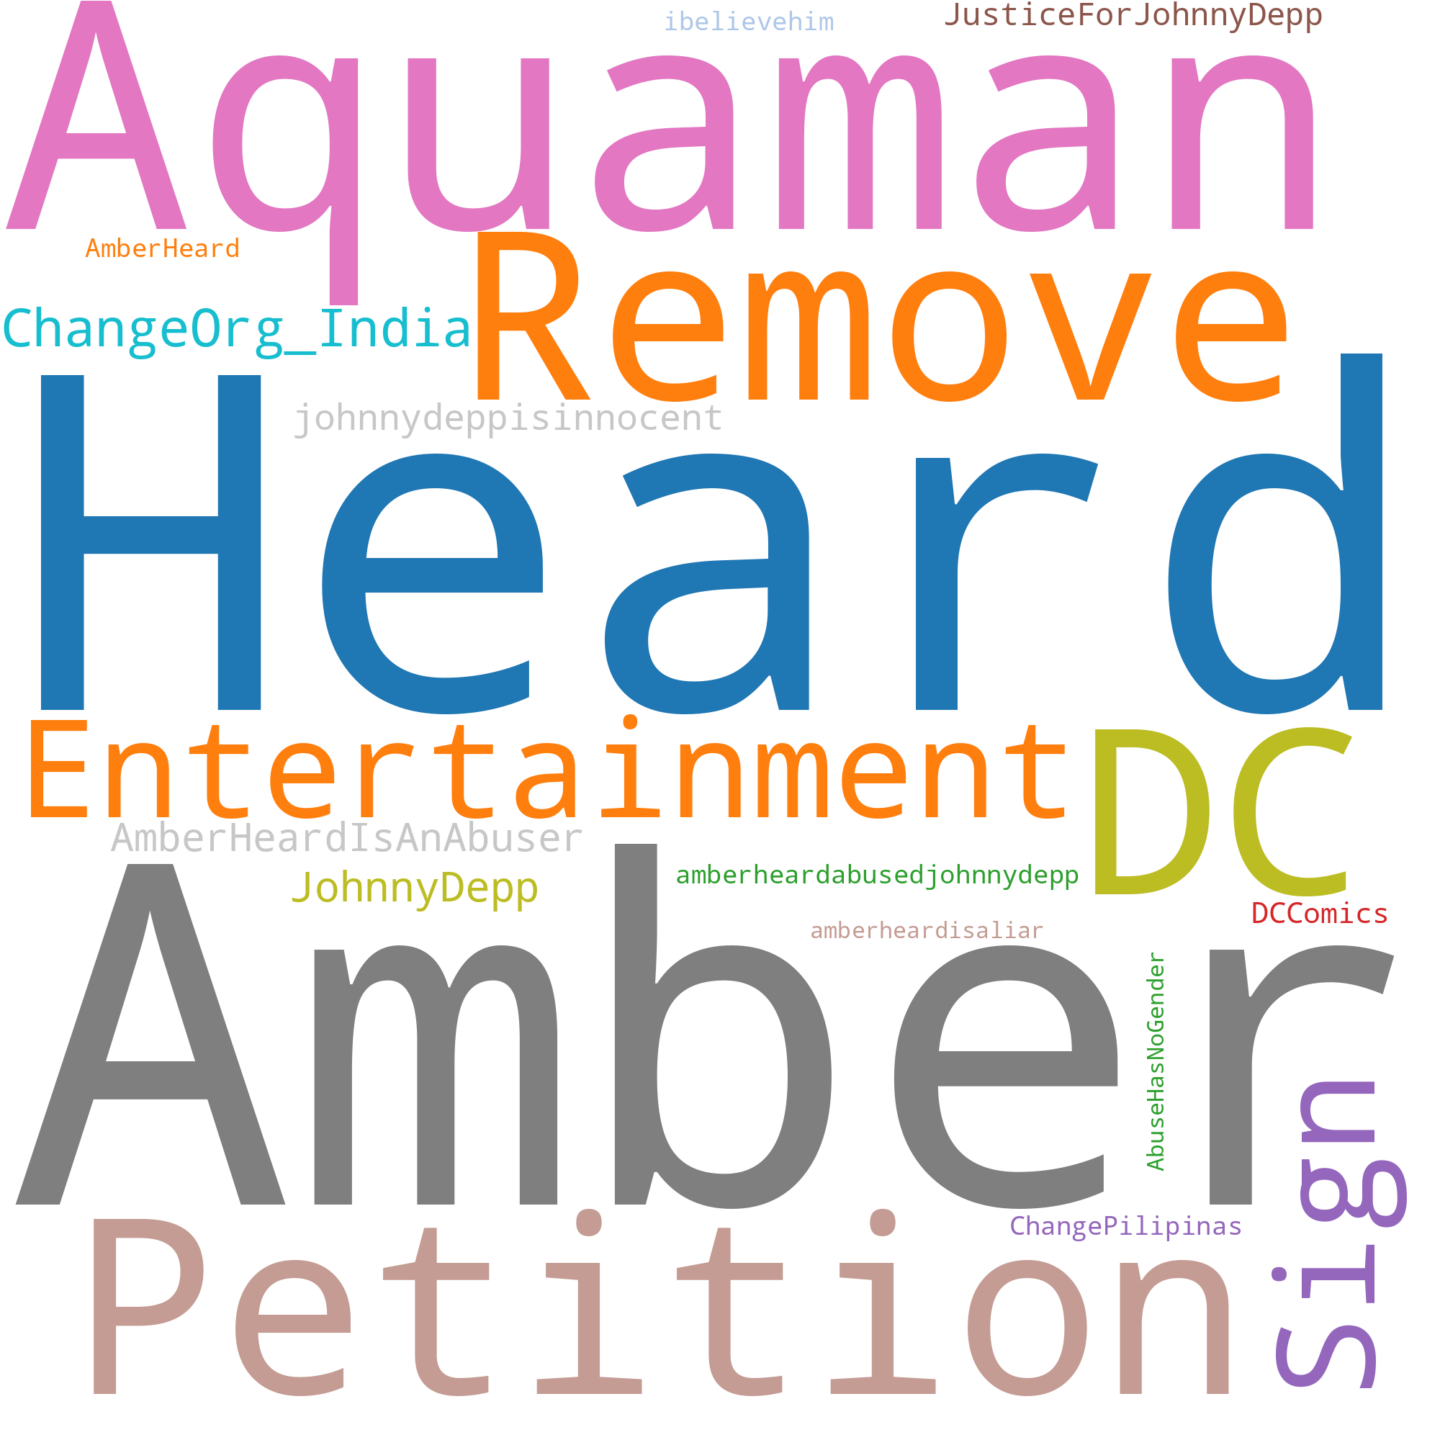 ibelievehim
JusticeForJohnnyDepp
Aquaman
AmberHeard
Remove
ChangeOrg_India
johnnydeppisinnocent
Heard
Entertainment
DC
AmberHeardIsAnAbuser
JohnnyDepp
amberheardabusedjohnnydepp
DCComics
amberheardisaliar
Amber
AbuseHasNoGender
Sign
ChangePilipinas
Petition